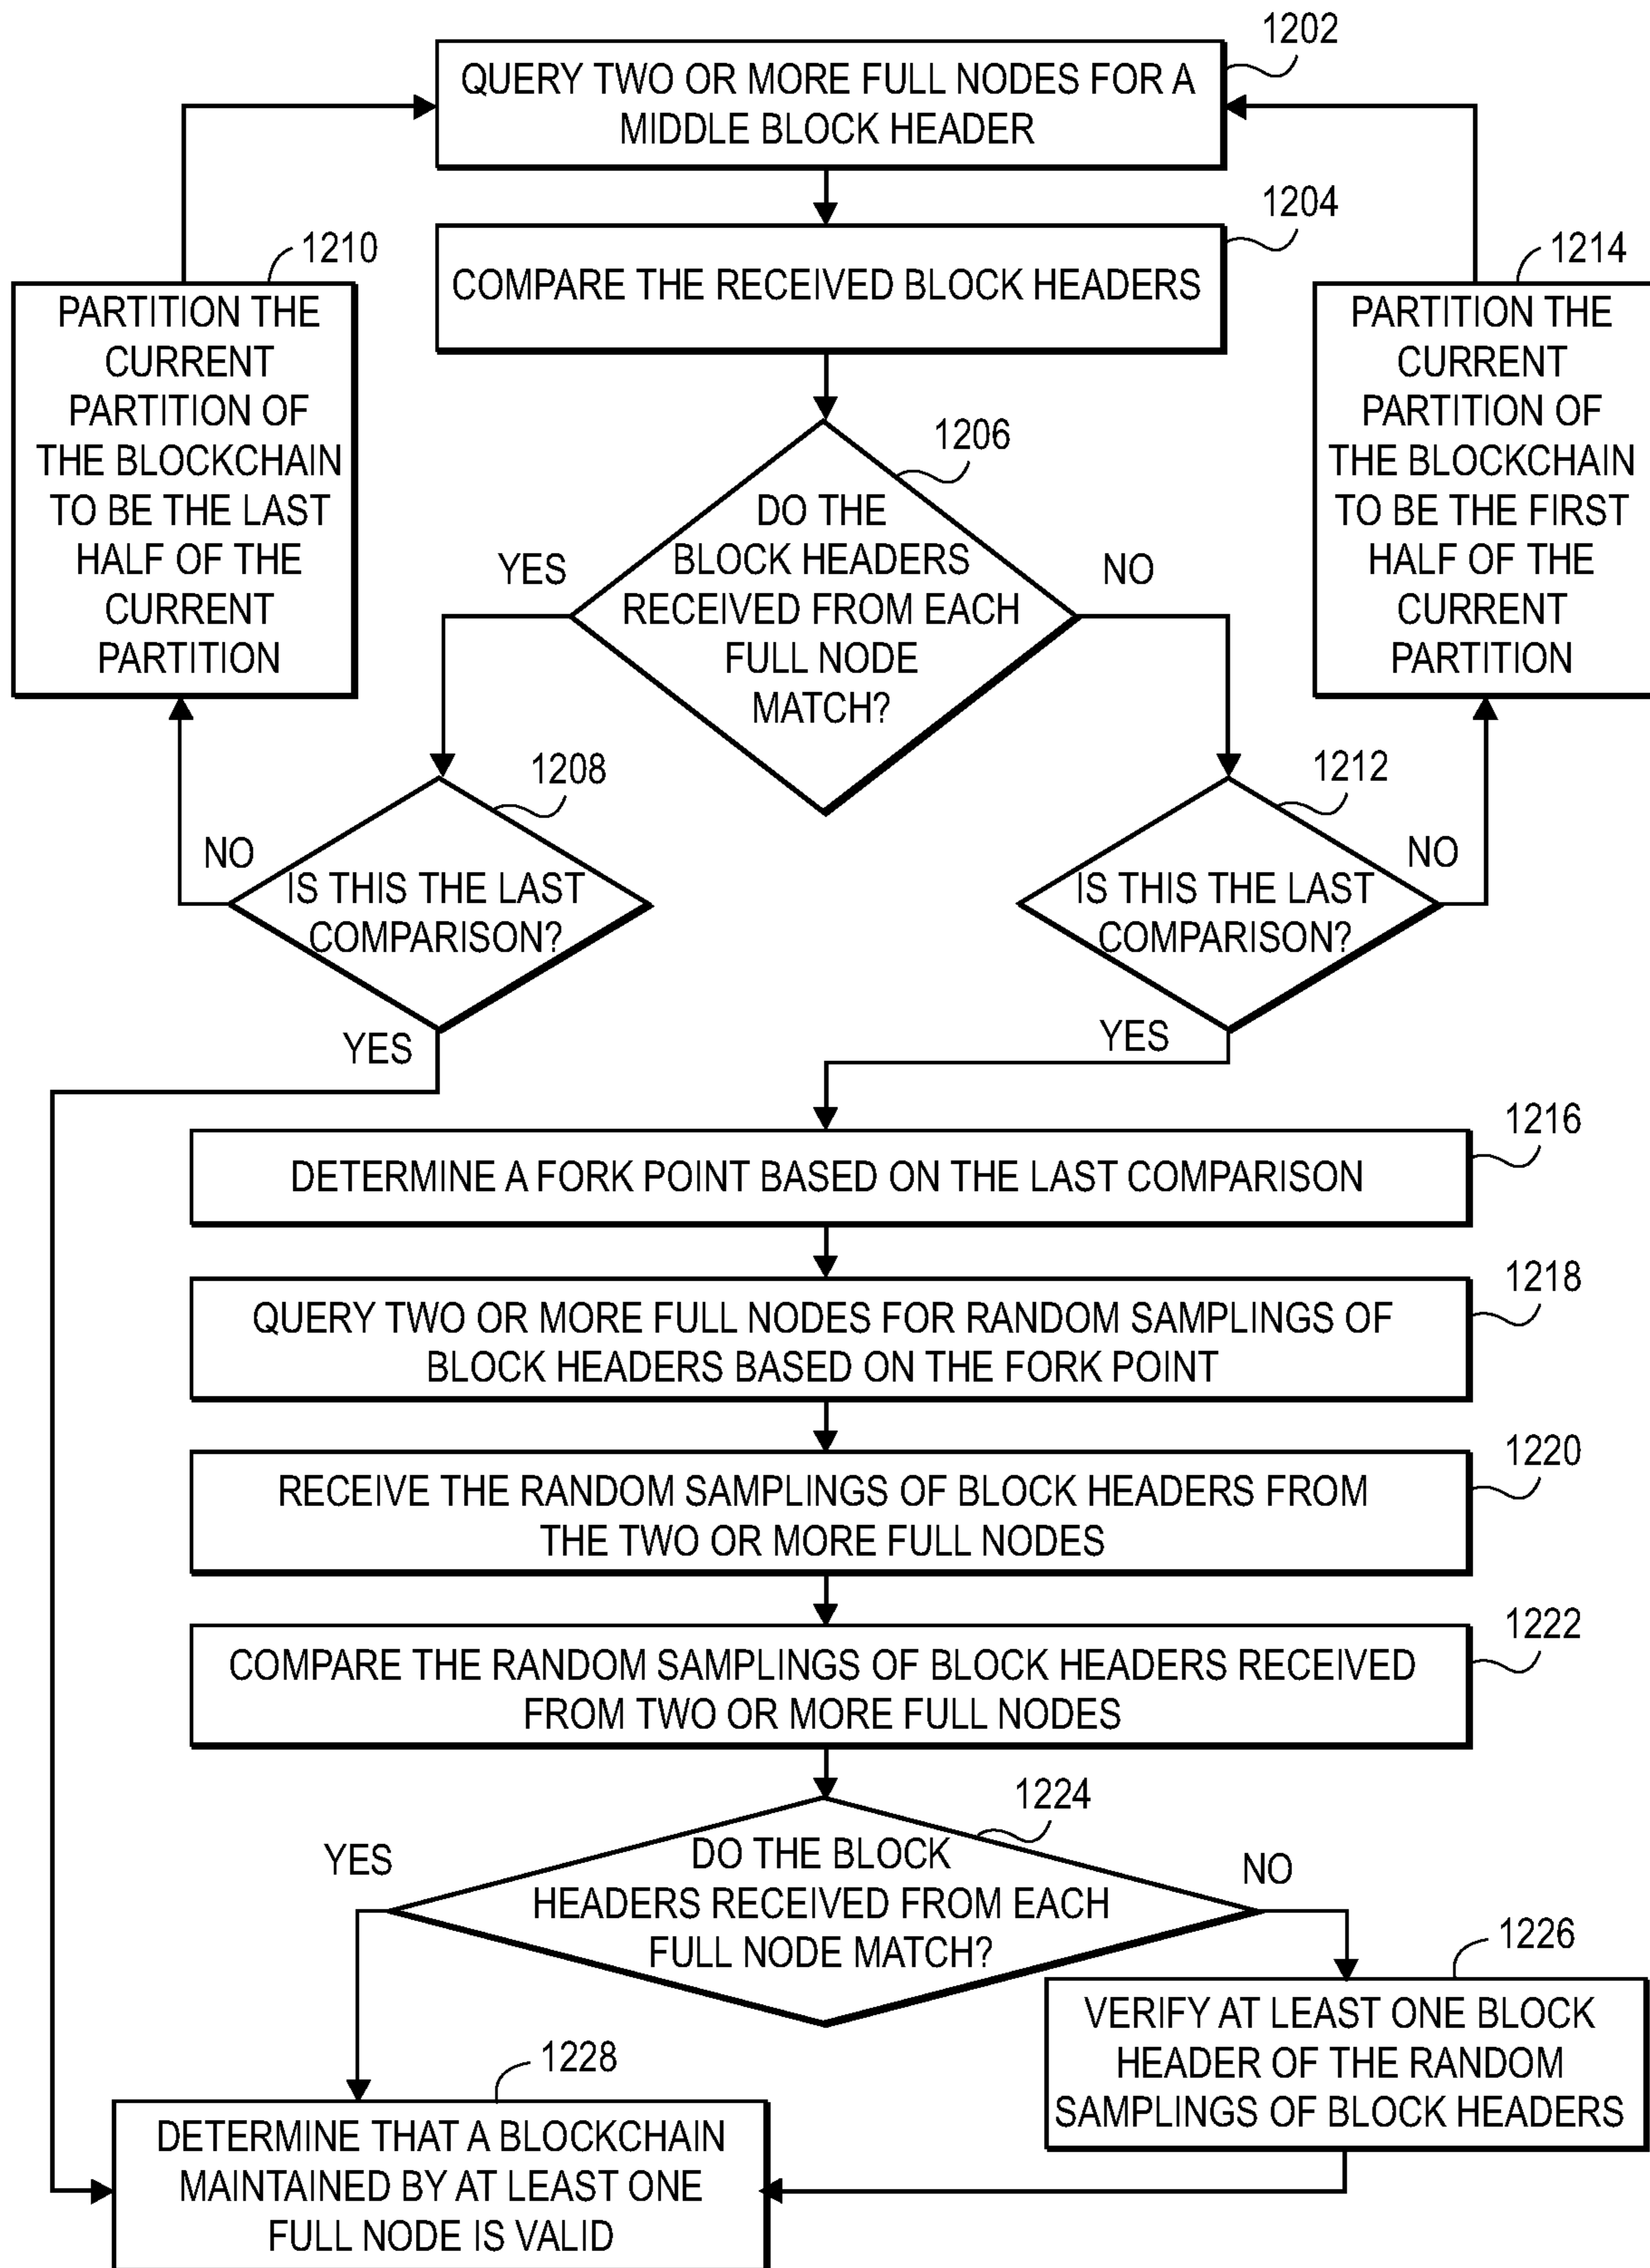 1202
QUERY TWO OR MORE FULL NODES FOR A
MIDDLE BLOCK HEADER
1204
COMPARE THE RECEIVED BLOCK HEADERS
1210
PARTITION THE
CURRENT
PARTITION OF
THE BLOCKCHAIN
TO BE THE LAST
HALF OF THE
CURRENT
PARTITION
1214
PARTITION THE
CURRENT
PARTITION OF
THE BLOCKCHAIN
TO BE THE FIRST
HALF OF THE
CURRENT
PARTITION
1206
DO THE
BLOCK HEADERS
RECEIVED FROM EACH
FULL NODE
MATCH?
YES
NO
1208
IS THIS THE LAST
COMPARISON?
NO
YES
1212
IS THIS THE LAST
COMPARISON?
NO
YES
1216
DETERMINE A FORK POINT BASED ON THE LAST COMPARISON
1218
QUERY TWO OR MORE FULL NODES FOR RANDOM SAMPLINGS OF
BLOCK HEADERS BASED ON THE FORK POINT
1220
RECEIVE THE RANDOM SAMPLINGS OF BLOCK HEADERS FROM
THE TWO OR MORE FULL NODES
1222
COMPARE THE RANDOM SAMPLINGS OF BLOCK HEADERS RECEIVED
FROM TWO OR MORE FULL NODES
1224
DO THE BLOCK
HEADERS RECEIVED FROM EACH
FULL NODE MATCH?
YES
NO
1226
VERIFY AT LEAST ONE BLOCK
HEADER OF THE RANDOM
SAMPLINGS OF BLOCK HEADERS
1228
DETERMINE THAT A BLOCKCHAIN
MAINTAINED BY AT LEAST ONE
FULL NODE IS VALID